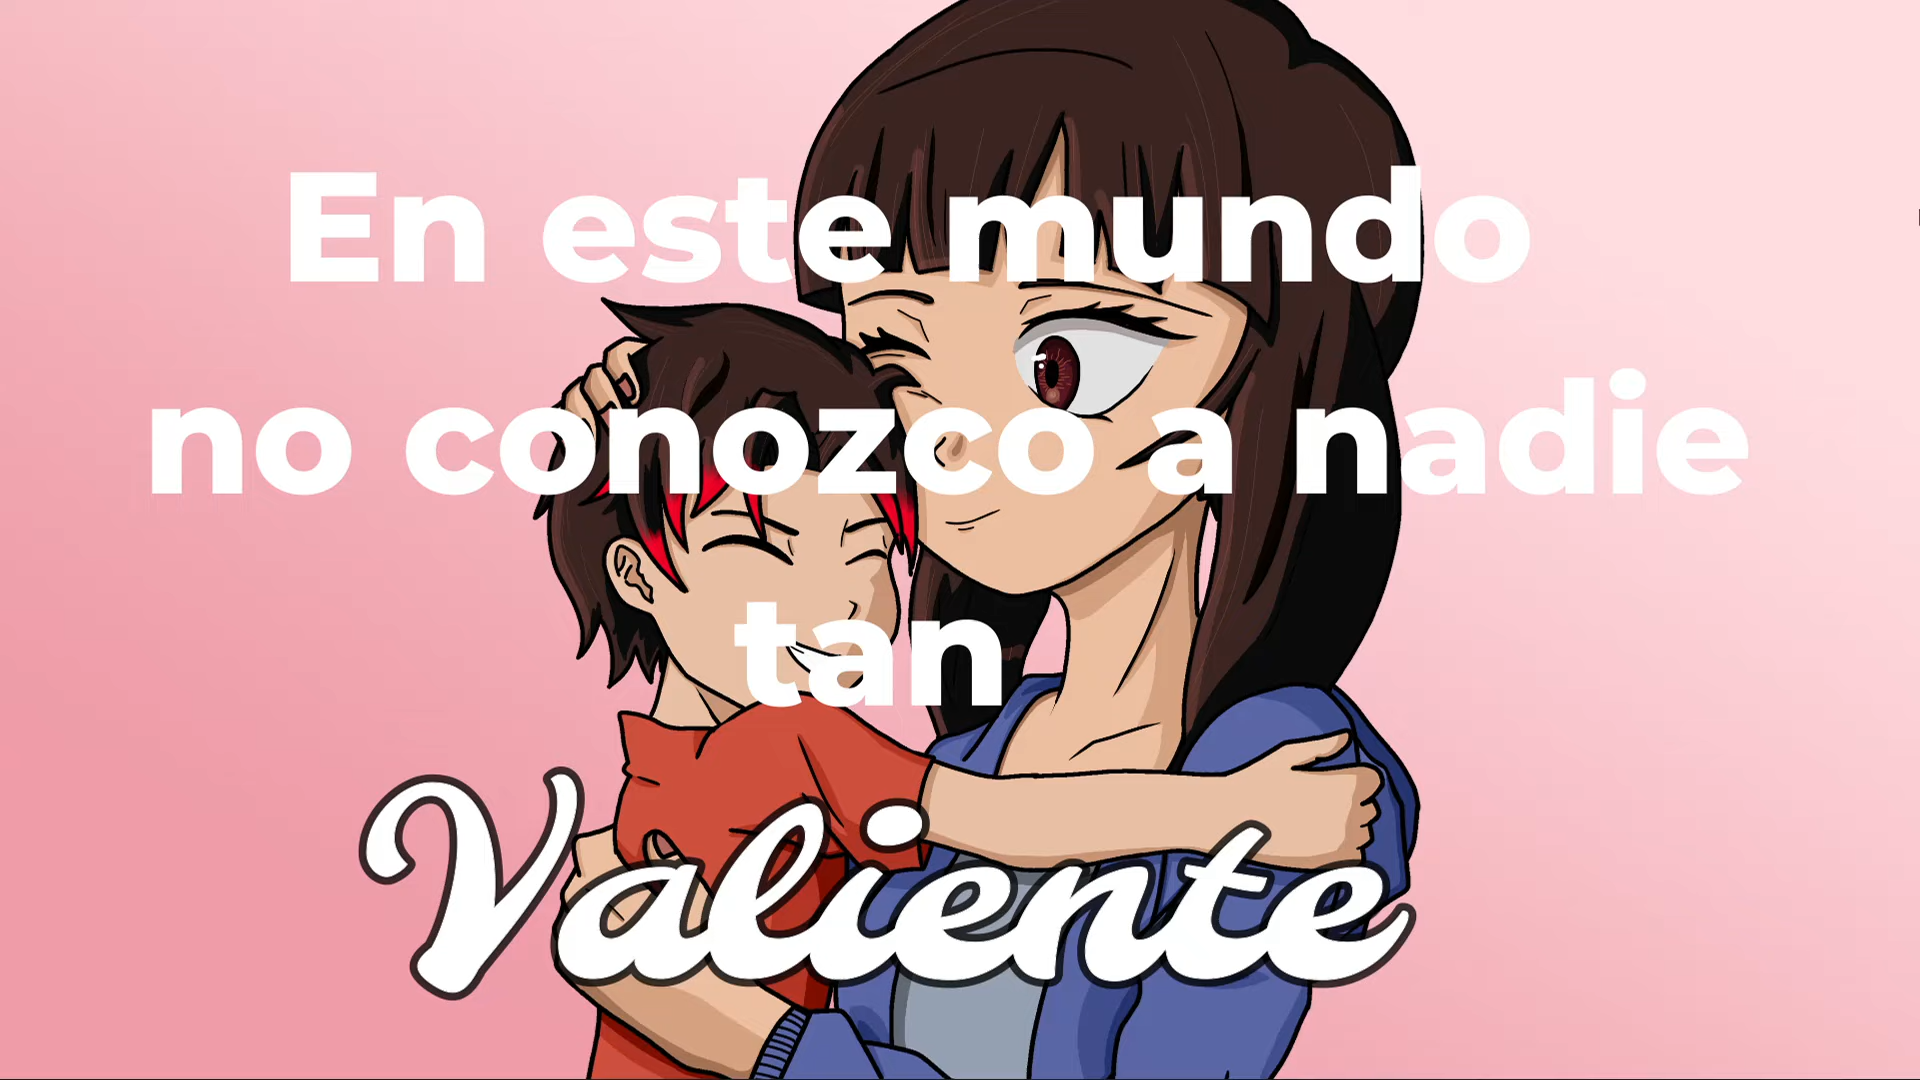 En este mundo
no conozco a nadie
tan
Valiente